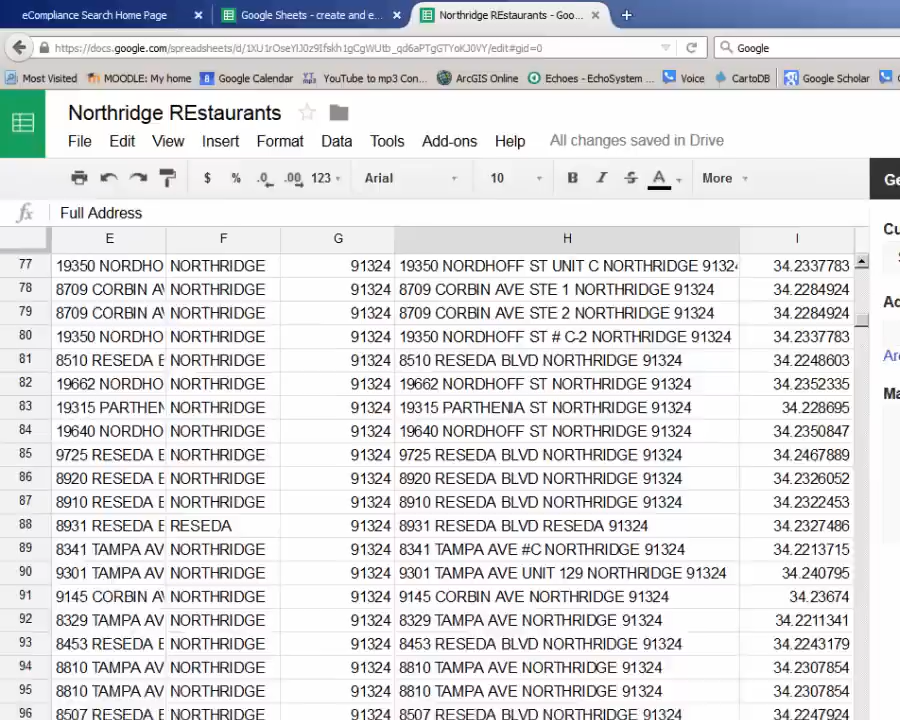 eCompliance Search Home Page × Google Sheets - create and e... × Northridge REstaurants - Goo... × +
https://docs.google.com/spreadsheets/d/1XU1rOseYIJ0z9Ifskh1gCgWUtb_qd6aPTgGTYoKJ0VY/edit#gid=0 Google
Most Visited MOODLE: My home 8 Google Calendar YouTube to mp3 Con... ArcGIS Online Echoes - EchoSystem ... Voice CartoDB Google Scholar
Northridge REstaurants
File Edit View Insert Format Data Tools Add-ons Help All changes saved in Drive
$ % .0 .00 123 Arial 10 B I S A More Ge
fx Full Address
E F G H I
77 19350 NORDHO NORTHRIDGE 91324 19350 NORDHOFF ST UNIT C NORTHRIDGE 91324 34.2337783
78 8709 CORBIN AV NORTHRIDGE 91324 8709 CORBIN AVE STE 1 NORTHRIDGE 91324 34.2284924
79 8709 CORBIN AV NORTHRIDGE 91324 8709 CORBIN AVE STE 2 NORTHRIDGE 91324 34.2284924
80 19350 NORDHO NORTHRIDGE 91324 19350 NORDHOFF ST # C-2 NORTHRIDGE 91324 34.2337783
81 8510 RESEDA B NORTHRIDGE 91324 8510 RESEDA BLVD NORTHRIDGE 91324 34.2248603
82 19662 NORDHO NORTHRIDGE 91324 19662 NORDHOFF ST NORTHRIDGE 91324 34.2352335
83 19315 PARTHEN NORTHRIDGE 91324 19315 PARTHENIA ST NORTHRIDGE 91324 34.228695
84 19640 NORDHO NORTHRIDGE 91324 19640 NORDHOFF ST NORTHRIDGE 91324 34.2350847
85 9725 RESEDA B NORTHRIDGE 91324 9725 RESEDA BLVD NORTHRIDGE 91324 34.2467889
86 8920 RESEDA B NORTHRIDGE 91324 8920 RESEDA BLVD NORTHRIDGE 91324 34.2326052
87 8910 RESEDA B NORTHRIDGE 91324 8910 RESEDA BLVD NORTHRIDGE 91324 34.2322453
88 8931 RESEDA B RESEDA 91324 8931 RESEDA BLVD RESEDA 91324 34.2327486
89 8341 TAMPA AV NORTHRIDGE 91324 8341 TAMPA AVE #C NORTHRIDGE 91324 34.2213715
90 9301 TAMPA AV NORTHRIDGE 91324 9301 TAMPA AVE UNIT 129 NORTHRIDGE 91324 34.240795
91 9145 CORBIN AV NORTHRIDGE 91324 9145 CORBIN AVE NORTHRIDGE 91324 34.23674
92 8329 TAMPA AV NORTHRIDGE 91324 8329 TAMPA AVE NORTHRIDGE 91324 34.2211341
93 8453 RESEDA B NORTHRIDGE 91324 8453 RESEDA BLVD NORTHRIDGE 91324 34.2243179
94 8810 TAMPA AV NORTHRIDGE 91324 8810 TAMPA AVE NORTHRIDGE 91324 34.2307854
95 8810 TAMPA AV NORTHRIDGE 91324 8810 TAMPA AVE NORTHRIDGE 91324 34.2307854
96 8507 RESEDA B NORTHRIDGE 91324 8507 RESEDA BLVD NORTHRIDGE 91324 34.2247924